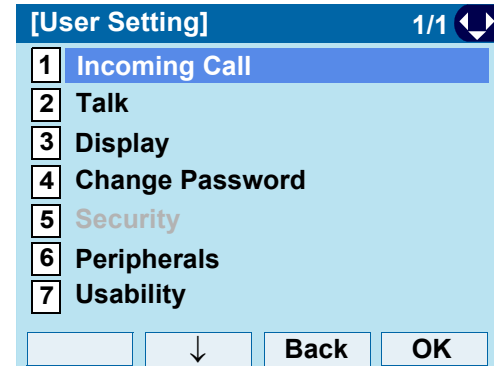 [User Setting] 1/1
1 Incoming Call
2 Talk
3 Display
4 Change Password
5 Security
6 Peripherals
7 Usability
↓ Back OK